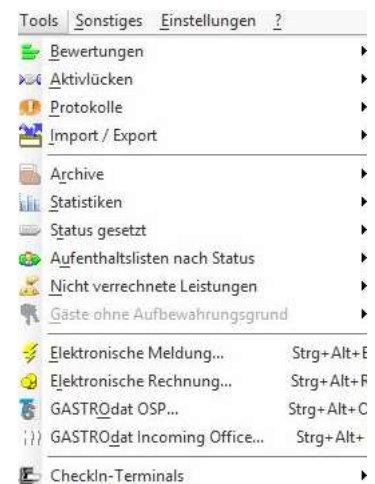 Tools Sonstiges Einstellungen ?
Bewertungen
Aktivlücken
Protokolle
Import / Export
Archive
Statistiken
Status gesetzt
Aufenthaltslisten nach Status
Nicht verrechnete Leistungen
Gäste ohne Aufbewahrungsgrund
Elektronische Meldung... Strg+Alt+E
Elektronische Rechnung... Strg+Alt+R
GASTROdat OSP... Strg+Alt+O
GASTROdat Incoming Office... Strg+Alt+
CheckIn-Terminals